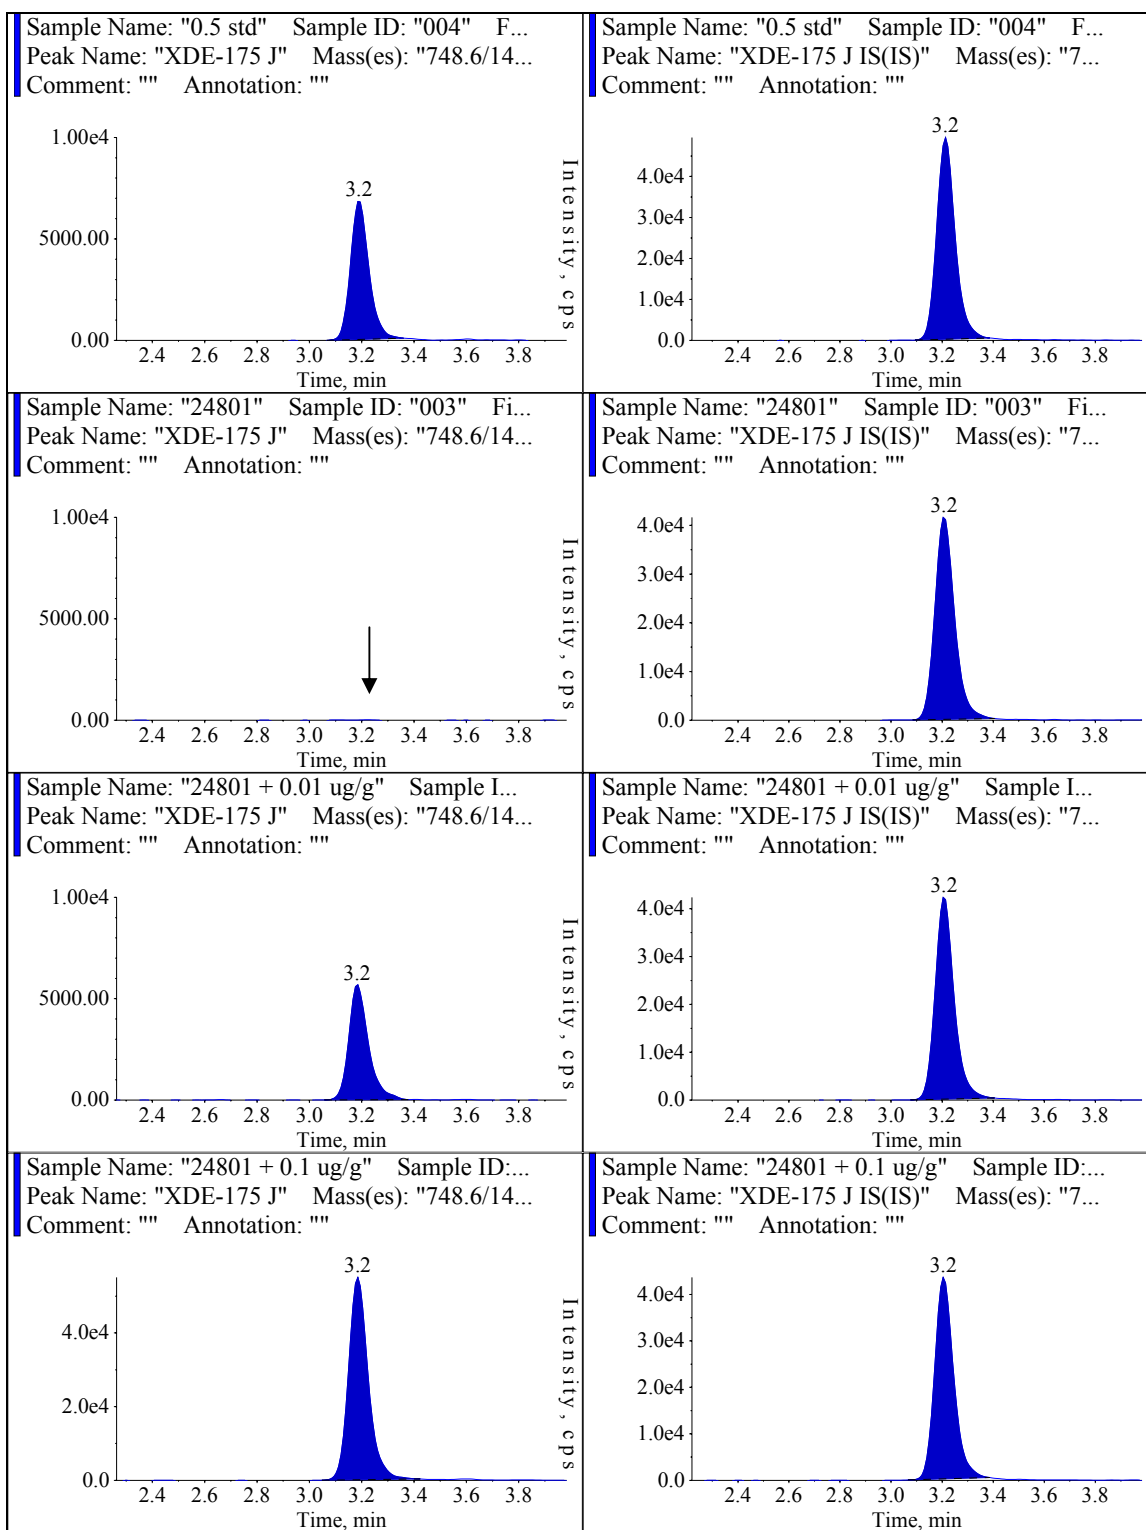 Sample Name: "0.5 std" Sample ID: "004" F...
Peak Name: "XDE-175 J" Mass(es): "748.6/14...
Comment: "" Annotation: ""
1.00e4
3.2
5000.00
0.00
2.4 2.6 2.8 3.0 3.2 3.4 3.6 3.8
Time, min
Intensity, cps
Sample Name: "0.5 std" Sample ID: "004" F...
Peak Name: "XDE-175 J IS(IS)" Mass(es): "7...
Comment: "" Annotation: ""
3.2
4.0e4
3.0e4
2.0e4
1.0e4
0.0
2.4 2.6 2.8 3.0 3.2 3.4 3.6 3.8
Time, min
Sample Name: "24801" Sample ID: "003" Fi...
Peak Name: "XDE-175 J" Mass(es): "748.6/14...
Comment: "" Annotation: ""
1.00e4
5000.00
0.00
2.4 2.6 2.8 3.0 3.2 3.4 3.6 3.8
Time, min
Intensity, cps
Sample Name: "24801" Sample ID: "003" Fi...
Peak Name: "XDE-175 J IS(IS)" Mass(es): "7...
Comment: "" Annotation: ""
3.2
4.0e4
3.0e4
2.0e4
1.0e4
0.0
2.4 2.6 2.8 3.0 3.2 3.4 3.6 3.8
Time, min
Sample Name: "24801 + 0.01 ug/g" Sample I...
Peak Name: "XDE-175 J" Mass(es): "748.6/14...
Comment: "" Annotation: ""
1.00e4
3.2
5000.00
0.00
2.4 2.6 2.8 3.0 3.2 3.4 3.6 3.8
Time, min
Intensity, cps
Sample Name: "24801 + 0.01 ug/g" Sample I...
Peak Name: "XDE-175 J IS(IS)" Mass(es): "7...
Comment: "" Annotation: ""
3.2
4.0e4
3.0e4
2.0e4
1.0e4
0.0
2.4 2.6 2.8 3.0 3.2 3.4 3.6 3.8
Time, min
Sample Name: "24801 + 0.1 ug/g" Sample ID:...
Peak Name: "XDE-175 J" Mass(es): "748.6/14...
Comment: "" Annotation: ""
3.2
4.0e4
2.0e4
0.0
2.4 2.6 2.8 3.0 3.2 3.4 3.6 3.8
Time, min
Intensity, cps
Sample Name: "24801 + 0.1 ug/g" Sample ID:...
Peak Name: "XDE-175 J IS(IS)" Mass(es): "7...
Comment: "" Annotation: ""
3.2
4.0e4
3.0e4
2.0e4
1.0e4
0.0
2.4 2.6 2.8 3.0 3.2 3.4 3.6 3.8
Time, min